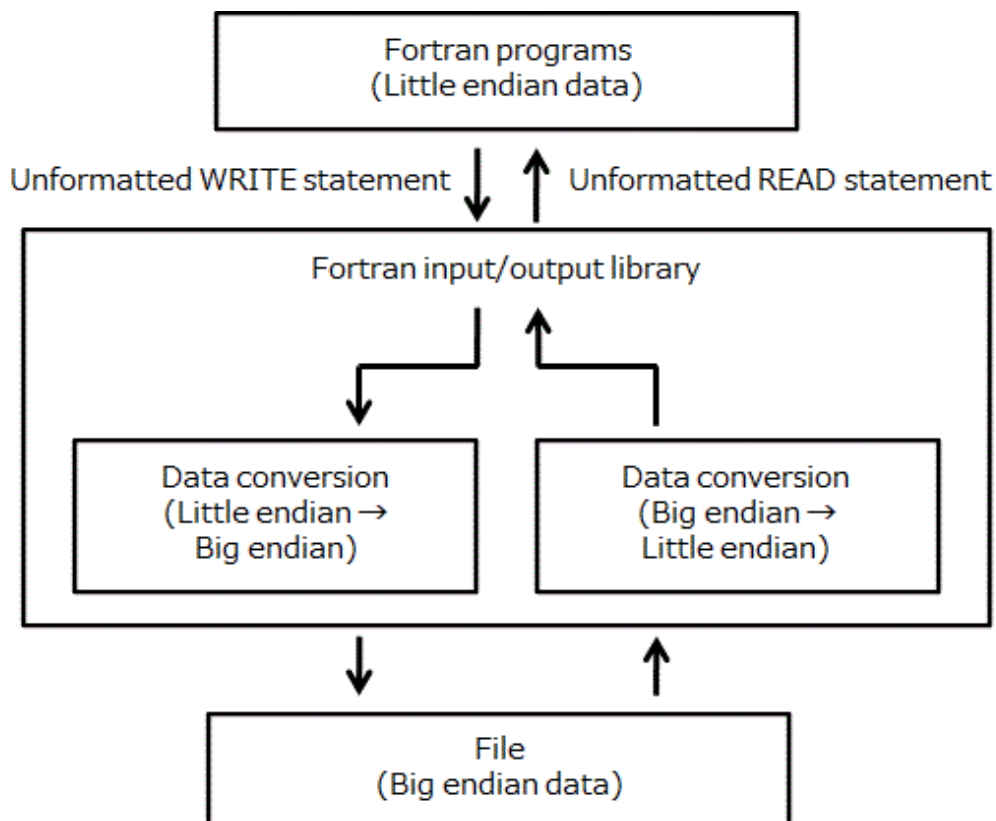 Fortran programs
(Little endian data)
Unformatted WRITE statement
Unformatted READ statement
Fortran input/output library
Data conversion
(Little endian →
Big endian)
Data conversion
(Big endian →
Little endian)
File
(Big endian data)